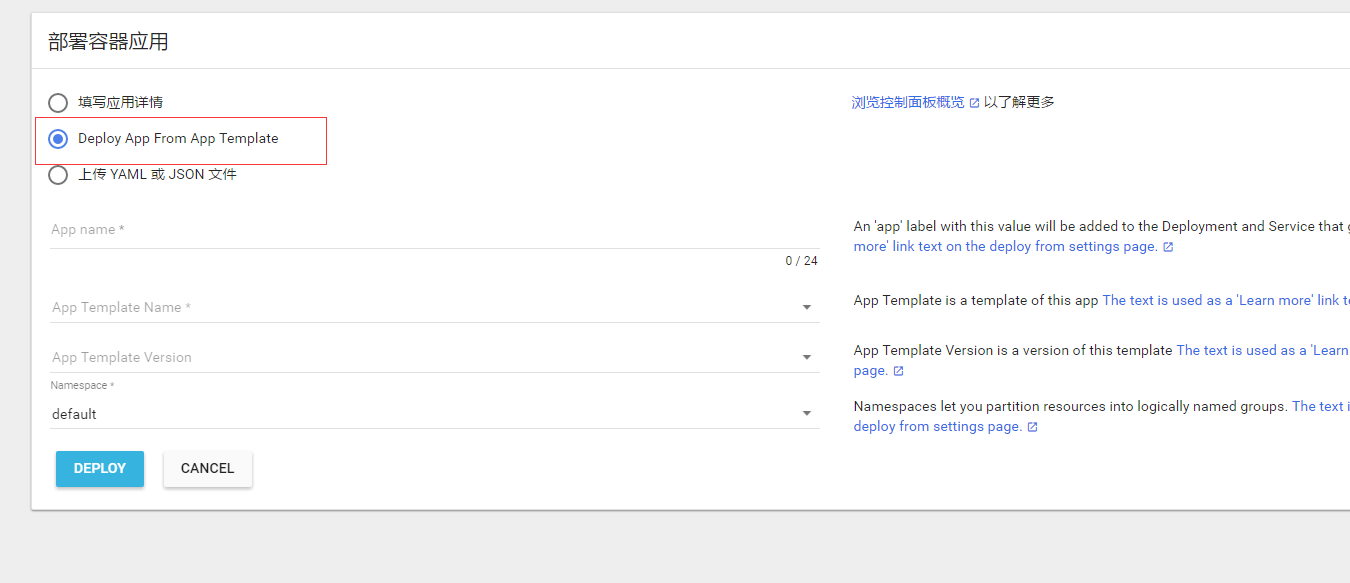 部署容器应用
填写应用详情
浏览控制面板概览 以了解更多
Deploy App From App Template
上传 YAML 或 JSON 文件
App name *
0 / 24
An 'app' label with this value will be added to the Deployment and Service that
more' link text on the deploy from settings page.
App Template Name *
App Template is a template of this app The text is used as a 'Learn more' link
App Template Version
App Template Version is a version of this template The text is used as a 'Learn
page.
Namespace *
default
Namespaces let you partition resources into logically named groups. The text
deploy from settings page.
DEPLOY
CANCEL